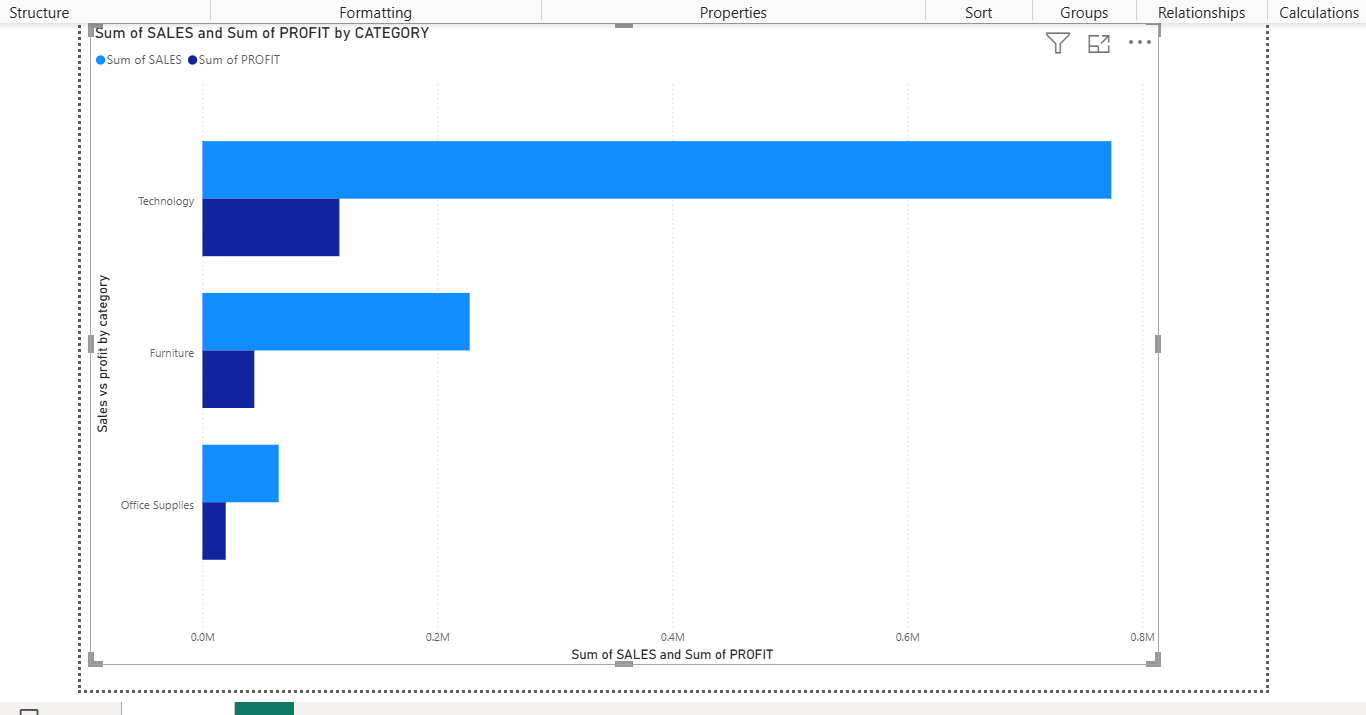 Structure Formatting Properties Sort Groups Relationships Calculations
Sum of SALES and Sum of PROFIT by CATEGORY
Sum of SALES Sum of PROFIT
Technology
Sales vs profit by category
Furniture
Office Supplies
0.0M 0.2M 0.4M 0.6M 0.8M
Sum of SALES and Sum of PROFIT